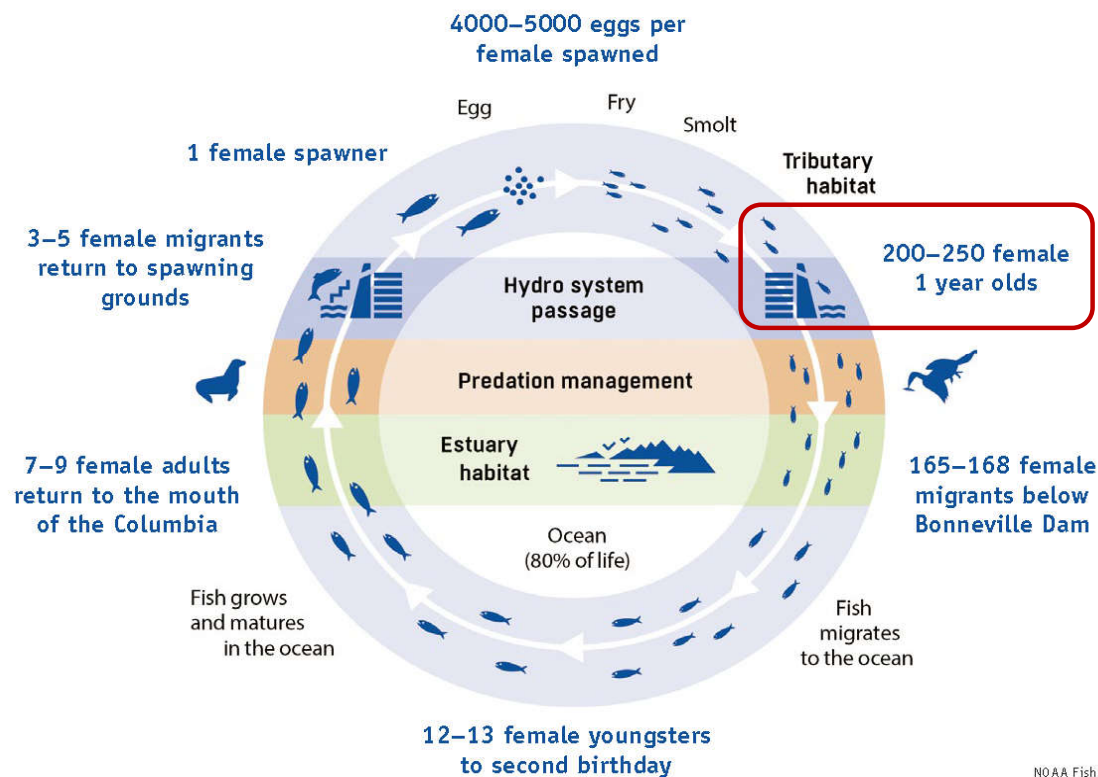 4000–5000 eggs per
female spawned
Egg
Fry
Smolt
Tributary
habitat
1 female spawner
200–250 female
1 year olds
3–5 female migrants
return to spawning
grounds
Hydro system
passage
Predation management
Estuary
habitat
7–9 female adults
return to the mouth
of the Columbia
165–168 female
migrants below
Bonneville Dam
Ocean
(80% of life)
Fish grows
and matures
in the ocean
Fish
migrates
to the ocean
12–13 female youngsters
to second birthday
NOAA Fish